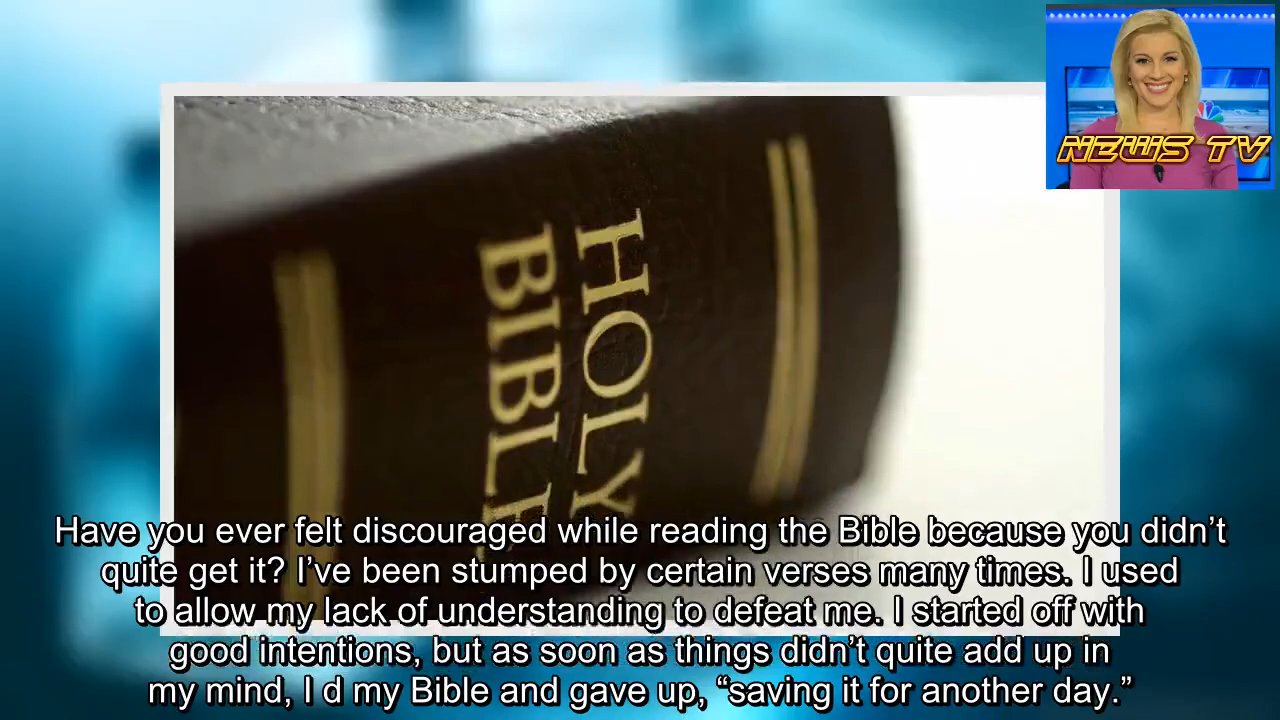 NEWS TV
HOLY
BIBLE
Have you ever felt discouraged while reading the Bible because you didn’t
quite get it? I’ve been stumped by certain verses many times. I used
to allow my lack of understanding to defeat me. I started off with
good intentions, but as soon as things didn’t quite add up in
my mind, I d my Bible and gave up, “saving it for another day.”